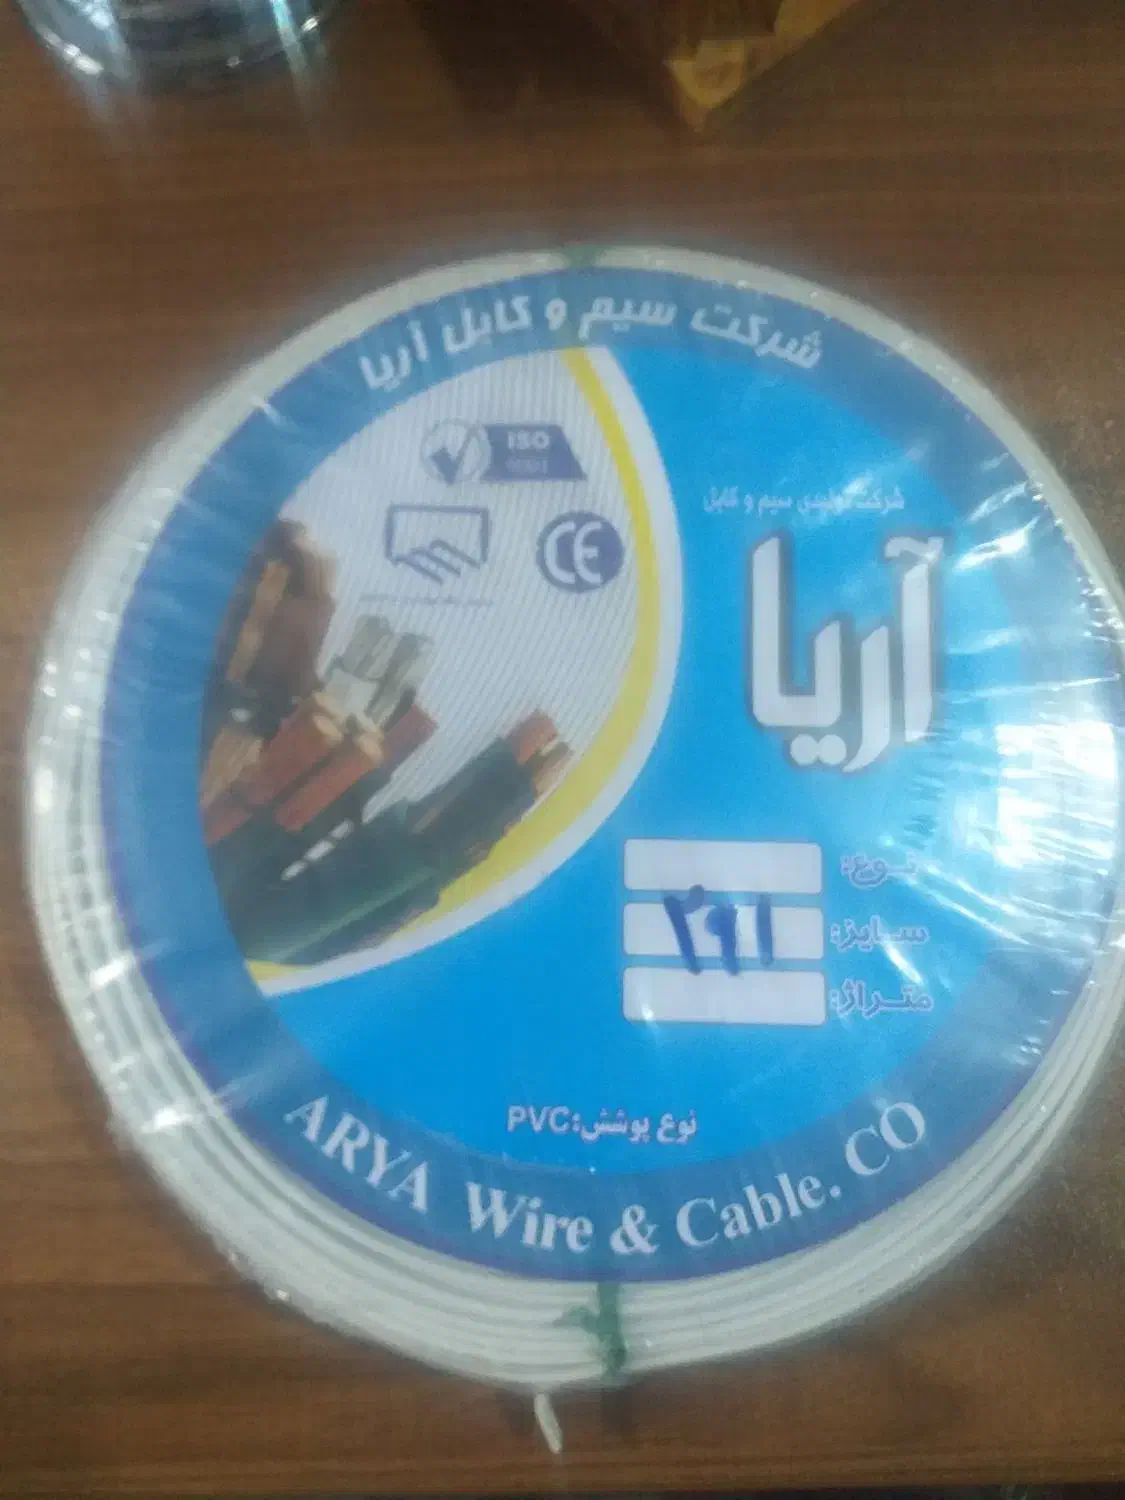 شرکت سیم و کابل آریا
ISO
9001
CE
شرکت تولیدی سیم و کابل
آریا
نوع:
سایز: ۲*۱
متراژ:
نوع پوشش:PVC
ARYA Wire & Cable. CO